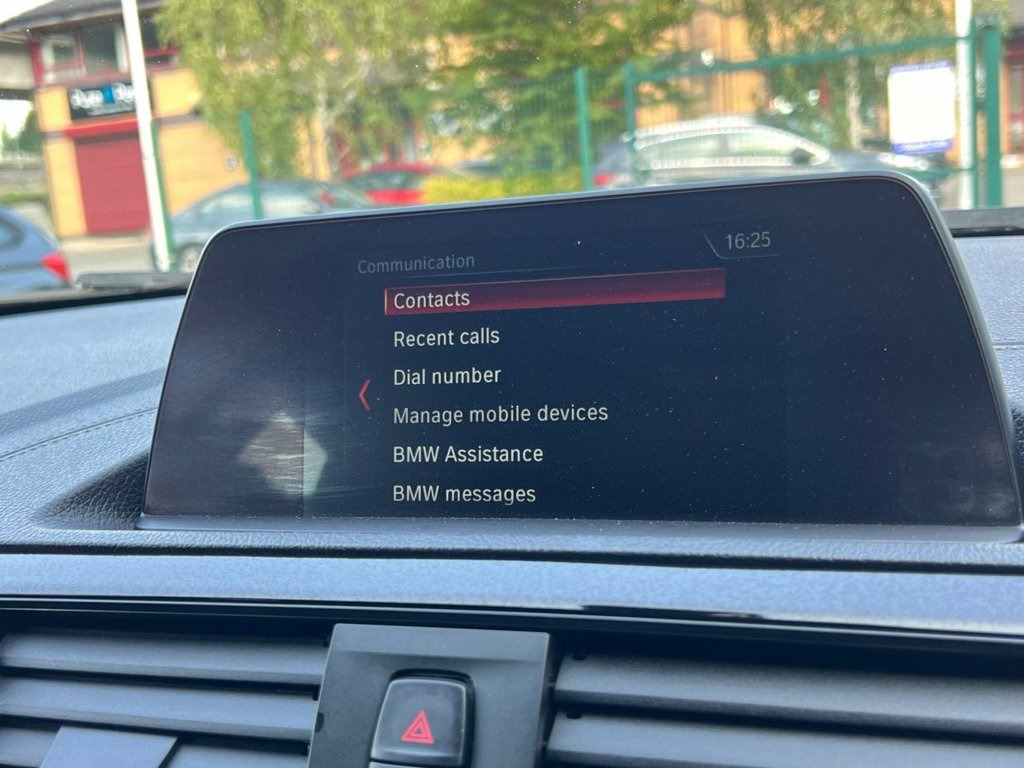 16:25
Communication
Contacts
Recent calls
Dial number
Manage mobile devices
BMW Assistance
BMW messages